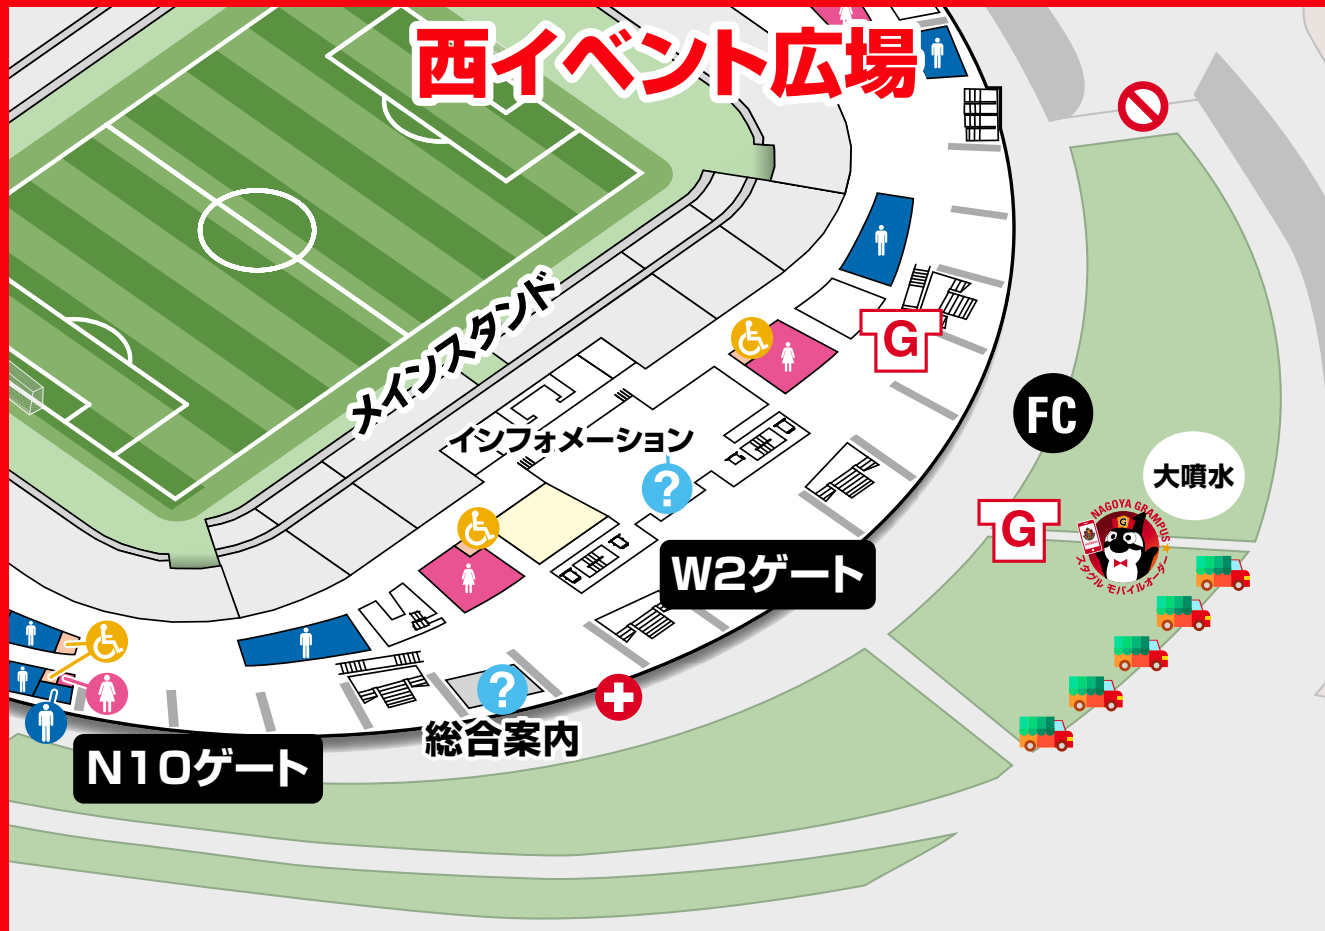 西イベント広場
メインスタンド
G
インフォメーション
?
FC
大噴水
G
NAGOYA GRAMPUS
G
スタグル モバイルオーダー
W2ゲート
?
総合案内
N10ゲート